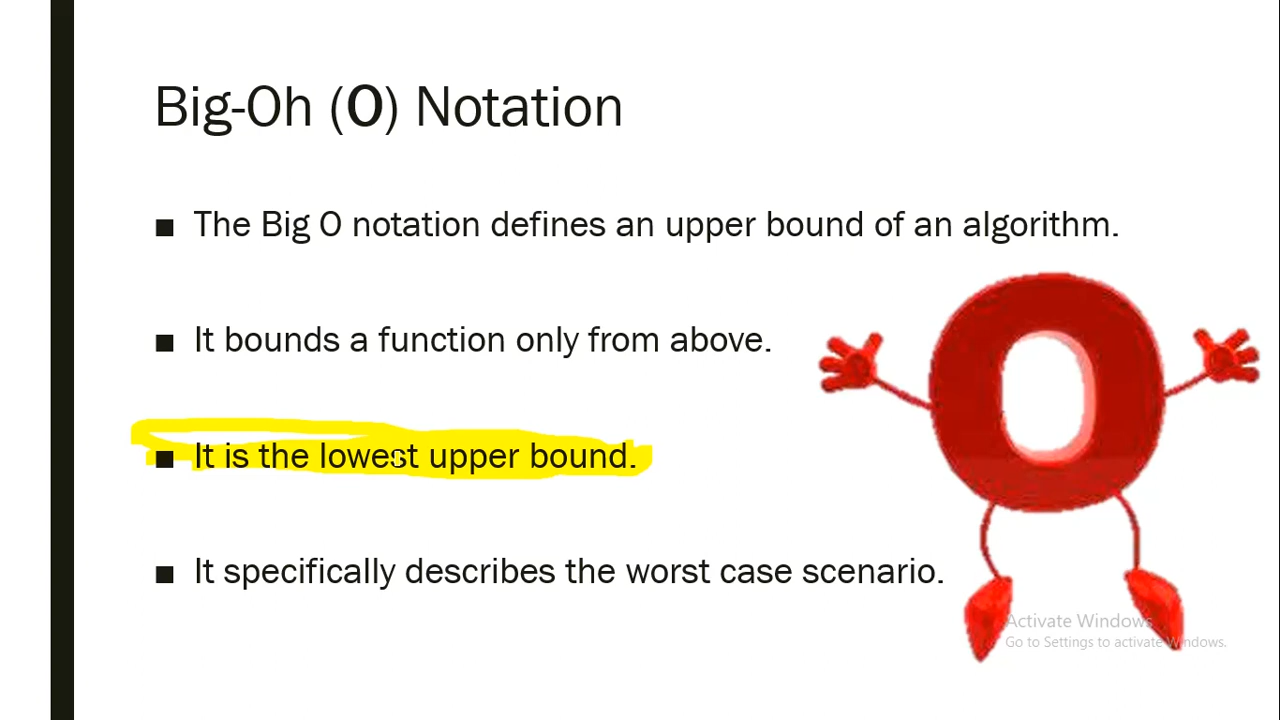 Big-Oh (O) Notation
■ The Big O notation defines an upper bound of an algorithm.
■ It bounds a function only from above.
■ It is the lowest upper bound.
■ It specifically describes the worst case scenario.
O
Activate Windows
Go to Settings to activate Windows.